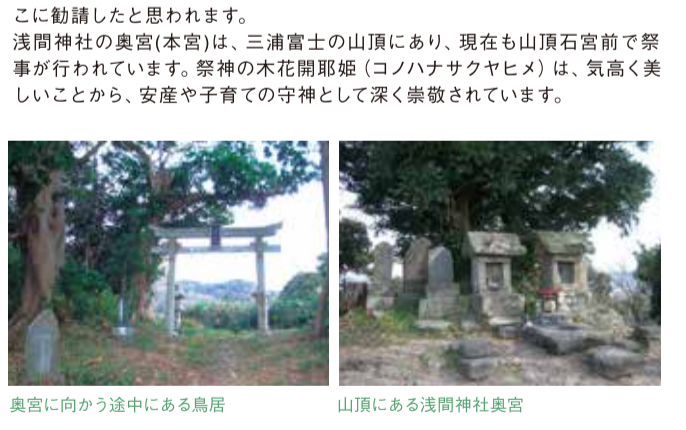 こに勧請したと思われます。
浅間神社の奥宮(本宮)は、三浦富士の山頂にあり、現在も山頂石宮前で祭
事が行われています。祭神の木花開耶姫（コノハナサクヤヒメ）は、気高く美
しいことから、安産や子育ての守神として深く崇敬されています。
奥宮に向かう途中にある鳥居
山頂にある浅間神社奥宮